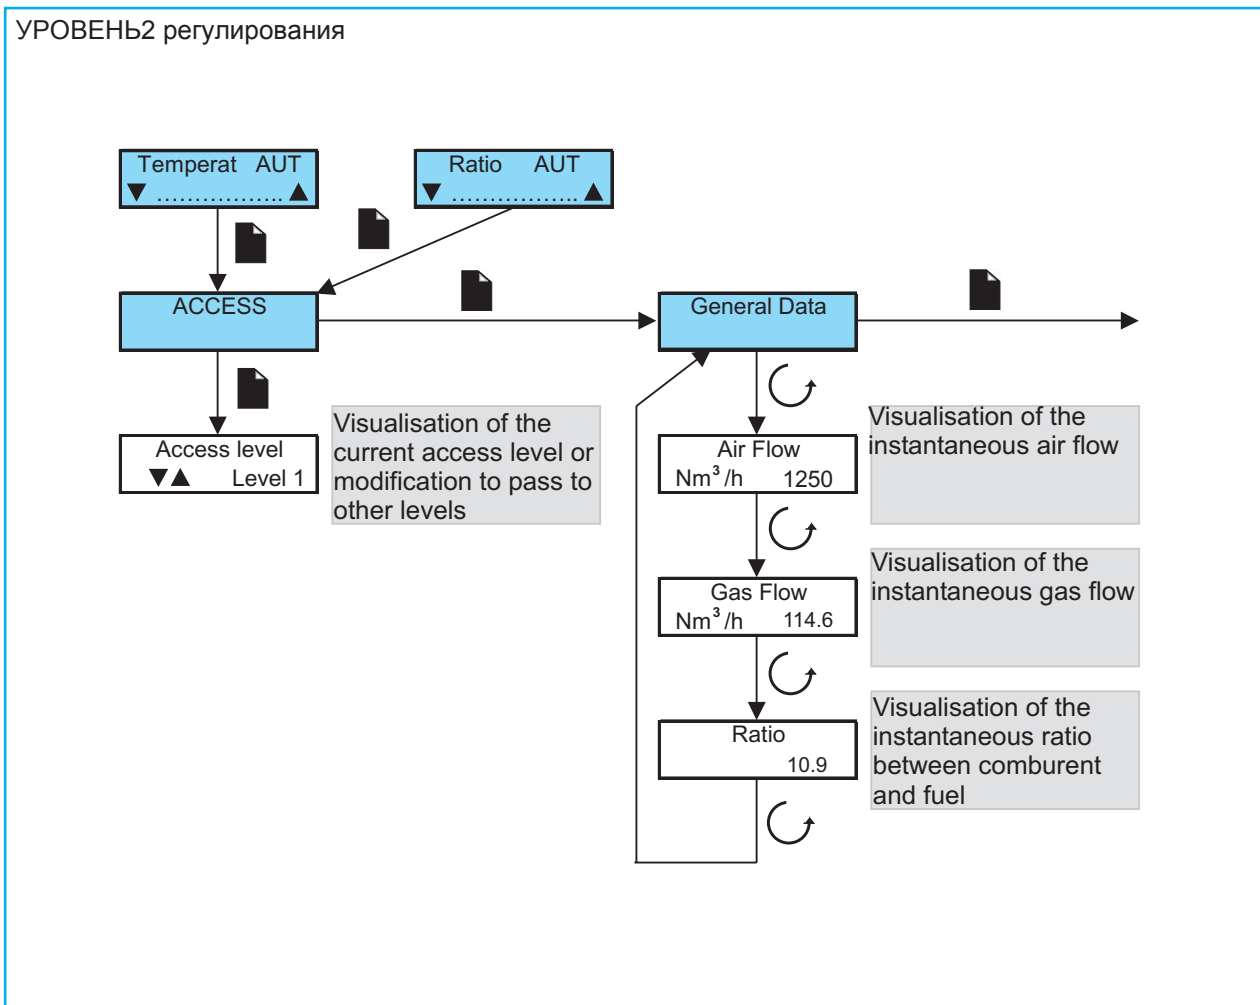 УРОВЕНЬ2 регулирования
Temperat AUT
▼ ................. ▲
Ratio AUT
▼ ................. ▲
ACCESS
General Data
Access level
▼▲ Level 1
Visualisation of the
current access level or
modification to pass to
other levels
Air Flow
Nm³/h 1250
Visualisation of the
instantaneous air flow
Gas Flow
Nm³/h 114.6
Visualisation of the
instantaneous gas flow
Ratio
10.9
Visualisation of the
instantaneous ratio
between comburent
and fuel